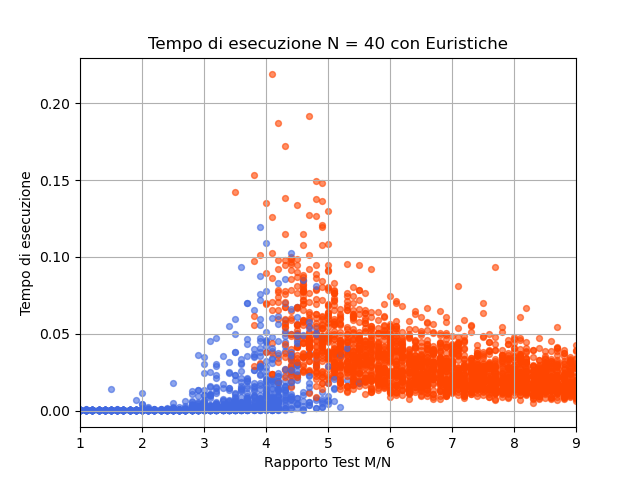 Tempo di esecuzione N = 40 con Euristiche
Tempo di esecuzione
0.20
0.15
0.10
0.05
0.00
1 2 3 4 5 6 7 8 9
Rapporto Test M/N